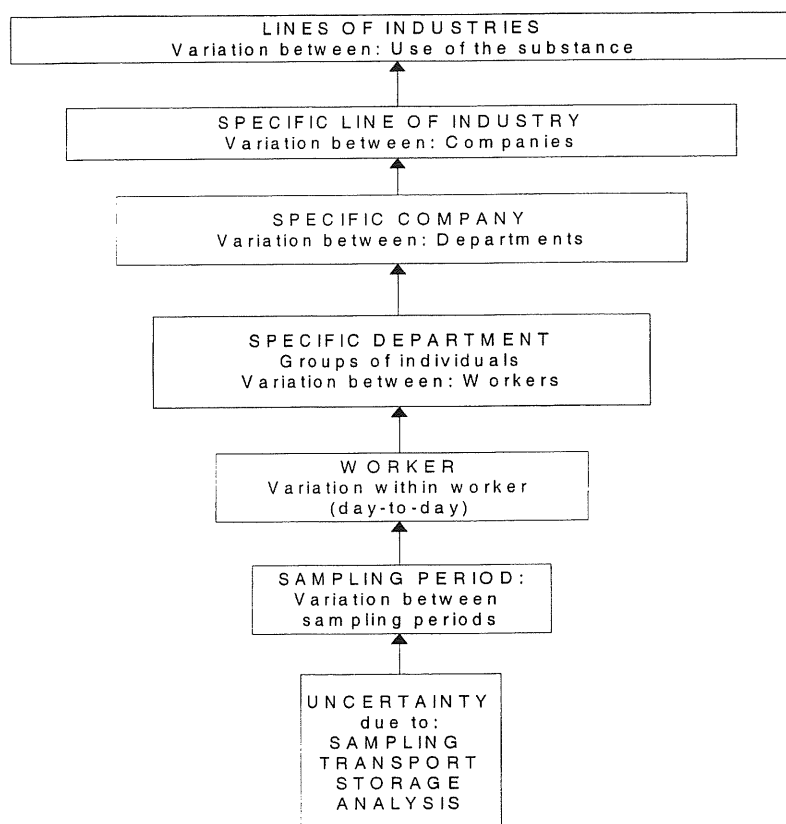 LINES OF INDUSTRIES
Variation between: Use of the substance
SPECIFIC LINE OF INDUSTRY
Variation between: Companies
SPECIFIC COMPANY
Variation between: Departments
SPECIFIC DEPARTMENT
Groups of individuals
Variation between: Workers
WORKER
Variation within worker
(day-to-day)
SAMPLING PERIOD:
Variation between
sampling periods
UNCERTAINTY
due to:
SAMPLING
TRANSPORT
STORAGE
ANALYSIS